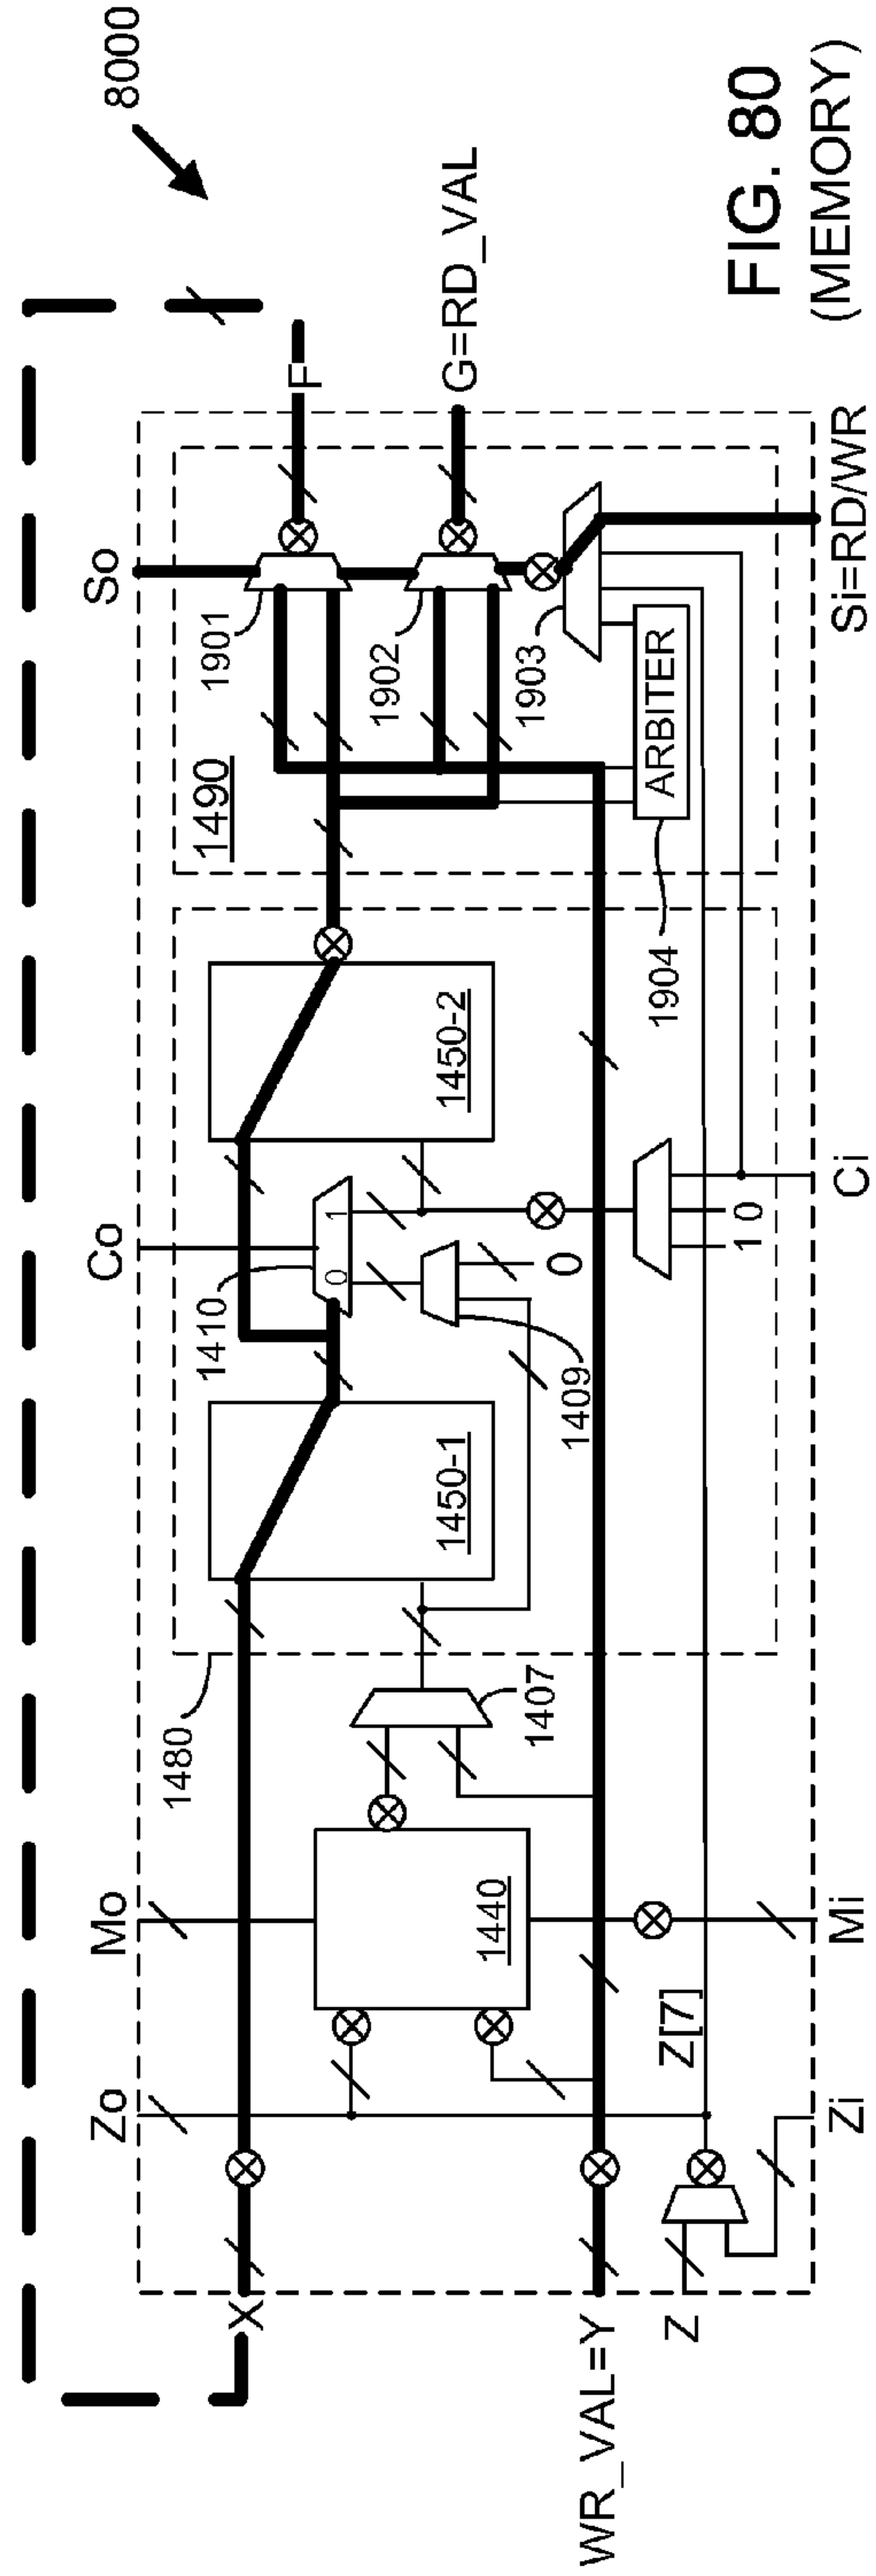 8000
So
Co
Mo
Zo
F
G=RD_VAL
1901
1902
1903
1490
ARBITER
1904
1450-2
1410
0
1
1409
0
1 0
1450-1
1480
1407
1440
Z[7]
X
WR_VAL=Y
Z
Zi
Mi
Ci
Si=RD/WR
FIG. 80
(MEMORY)